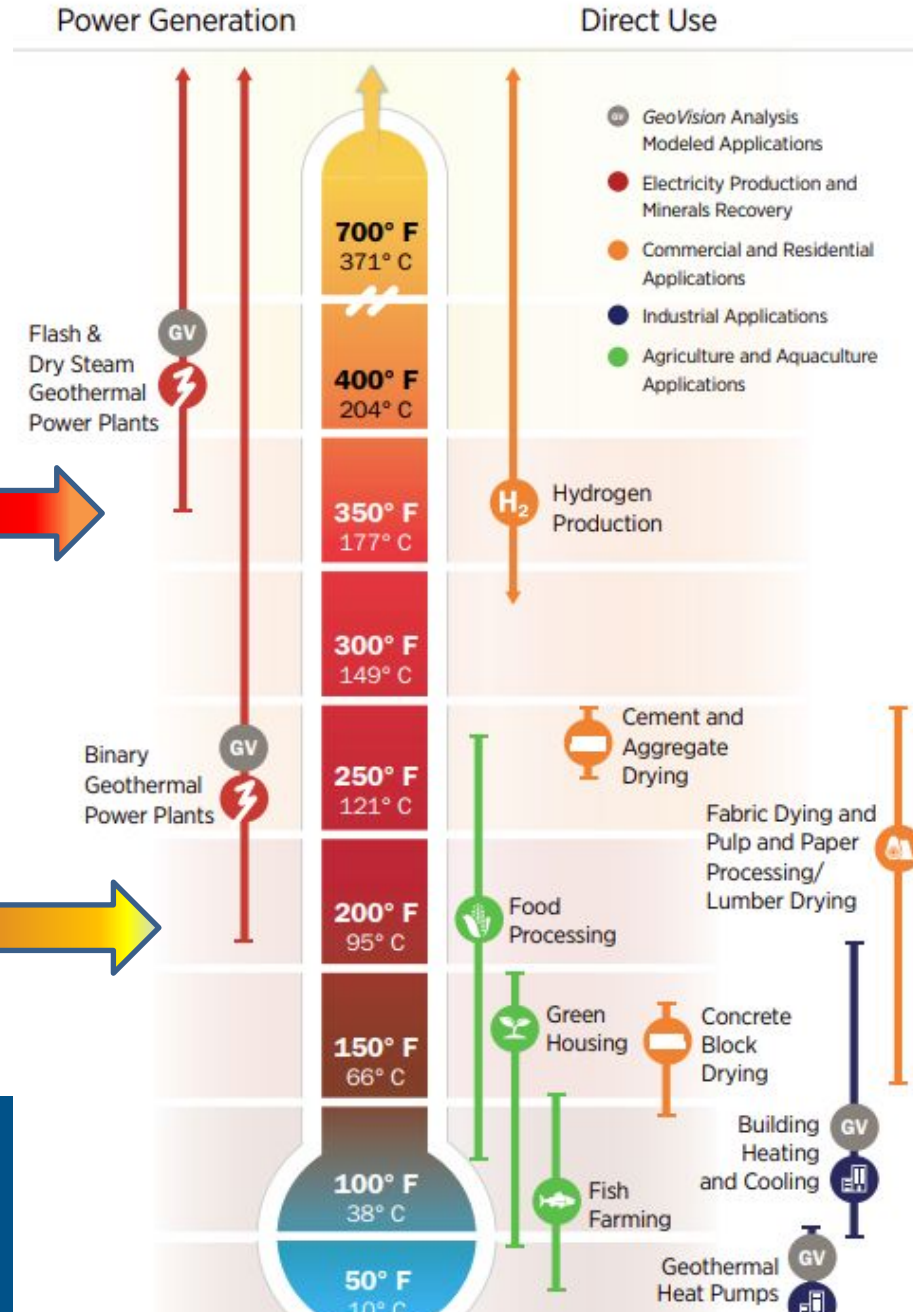 Power Generation
Direct Use
GV
GeoVision Analysis
Modeled Applications
Electricity Production and
Minerals Recovery
Commercial and Residential
Applications
Industrial Applications
Agriculture and Aquaculture
Applications
700° F
371° C
Flash &
Dry Steam
Geothermal
Power Plants
GV
400° F
204° C
350° F
177° C
H₂
Hydrogen
Production
300° F
149° C
Binary
Geothermal
Power Plants
GV
250° F
121° C
Cement and
Aggregate
Drying
Fabric Dying and
Pulp and Paper
Processing/
Lumber Drying
200° F
95° C
Food
Processing
150° F
66° C
Green
Housing
Concrete
Block
Drying
100° F
38° C
Fish
Farming
Building
Heating
and Cooling
GV
50° F
10° C
Geothermal
Heat Pumps
GV